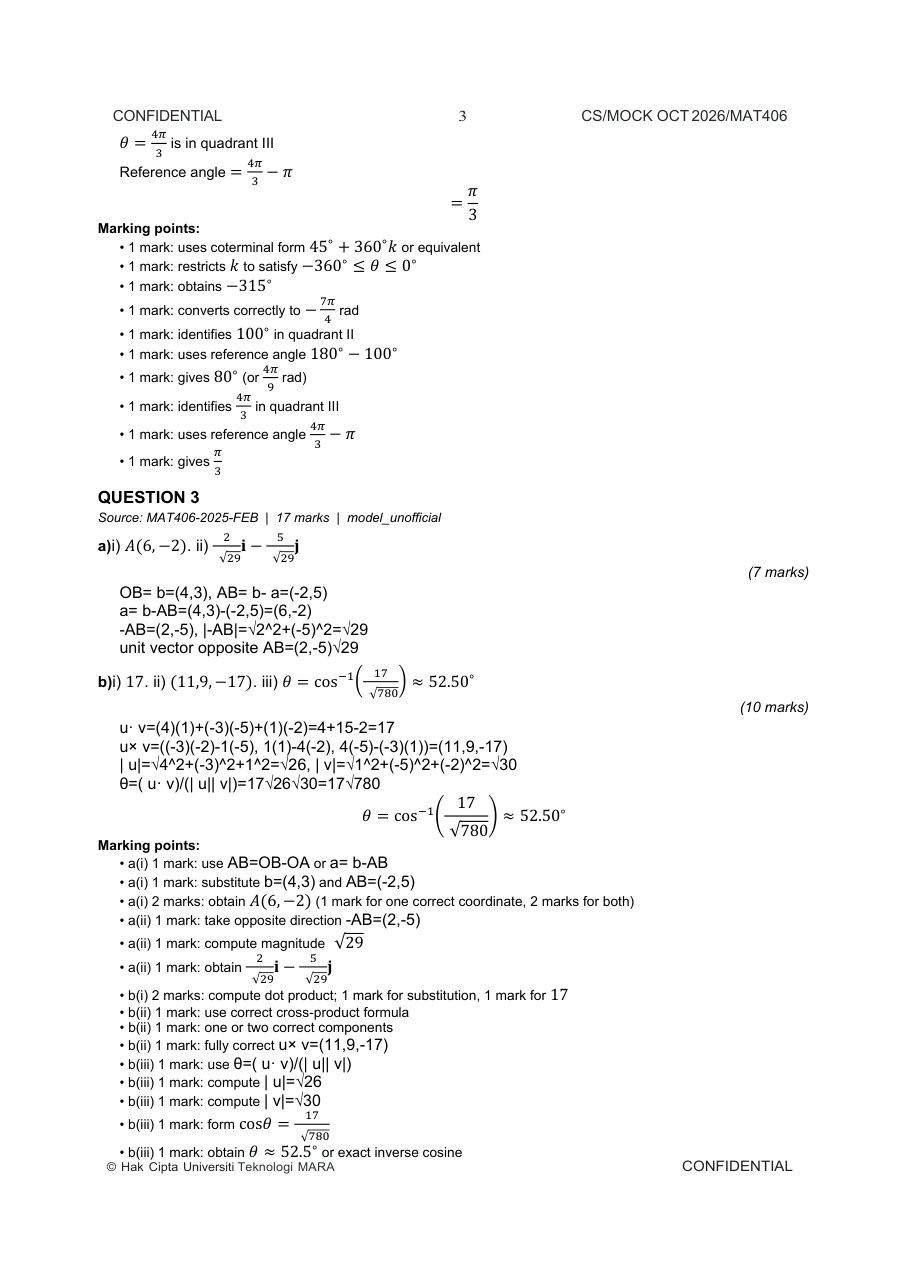 CONFIDENTIAL 3 CS/MOCK OCT 2026/MAT406
θ = 4π/3 is in quadrant III
Reference angle = 4π/3 − π
= π/3
Marking points:
• 1 mark: uses coterminal form 45° + 360°k or equivalent
• 1 mark: restricts k to satisfy −360° ≤ θ ≤ 0°
• 1 mark: obtains −315°
• 1 mark: converts correctly to − 7π/4 rad
• 1 mark: identifies 100° in quadrant II
• 1 mark: uses reference angle 180° − 100°
• 1 mark: gives 80° (or 4π/9 rad)
• 1 mark: identifies 4π/3 in quadrant III
• 1 mark: uses reference angle 4π/3 − π
• 1 mark: gives π/3
QUESTION 3
Source: MAT406-2025-FEB | 17 marks | model_unofficial
a)i) A(6, −2). ii) 2/√29 i − 5/√29 j
(7 marks)
OB= b=(4,3), AB= b- a=(-2,5)
a= b-AB=(4,3)-(-2,5)=(6,-2)
-AB=(2,-5), |-AB|=√2^2+(-5)^2=√29
unit vector opposite AB=(2,-5)√29
b)i) 17. ii) (11,9, −17). iii) θ = cos⁻¹(17/√780) ≈ 52.50°
(10 marks)
u· v=(4)(1)+(-3)(-5)+(1)(-2)=4+15-2=17
u× v=((-3)(-2)-1(-5), 1(1)-4(-2), 4(-5)-(-3)(1))=(11,9,-17)
| u|=√4^2+(-3)^2+1^2=√26, | v|=√1^2+(-5)^2+(-2)^2=√30
θ=( u· v)/(| u|| v|)=17√26√30=17√780
θ = cos⁻¹(17/√780) ≈ 52.50°
Marking points:
• a(i) 1 mark: use AB=OB-OA or a= b-AB
• a(i) 1 mark: substitute b=(4,3) and AB=(-2,5)
• a(i) 2 marks: obtain A(6, −2) (1 mark for one correct coordinate, 2 marks for both)
• a(ii) 1 mark: take opposite direction -AB=(2,-5)
• a(ii) 1 mark: compute magnitude √29
• a(ii) 1 mark: obtain 2/√29 i − 5/√29 j
• b(i) 2 marks: compute dot product; 1 mark for substitution, 1 mark for 17
• b(ii) 1 mark: use correct cross-product formula
• b(ii) 1 mark: one or two correct components
• b(ii) 1 mark: fully correct u× v=(11,9,-17)
• b(iii) 1 mark: use θ=( u· v)/(| u|| v|)
• b(iii) 1 mark: compute | u|=√26
• b(iii) 1 mark: compute | v|=√30
• b(iii) 1 mark: form cosθ = 17/√780
• b(iii) 1 mark: obtain θ ≈ 52.5° or exact inverse cosine
© Hak Cipta Universiti Teknologi MARA CONFIDENTIAL